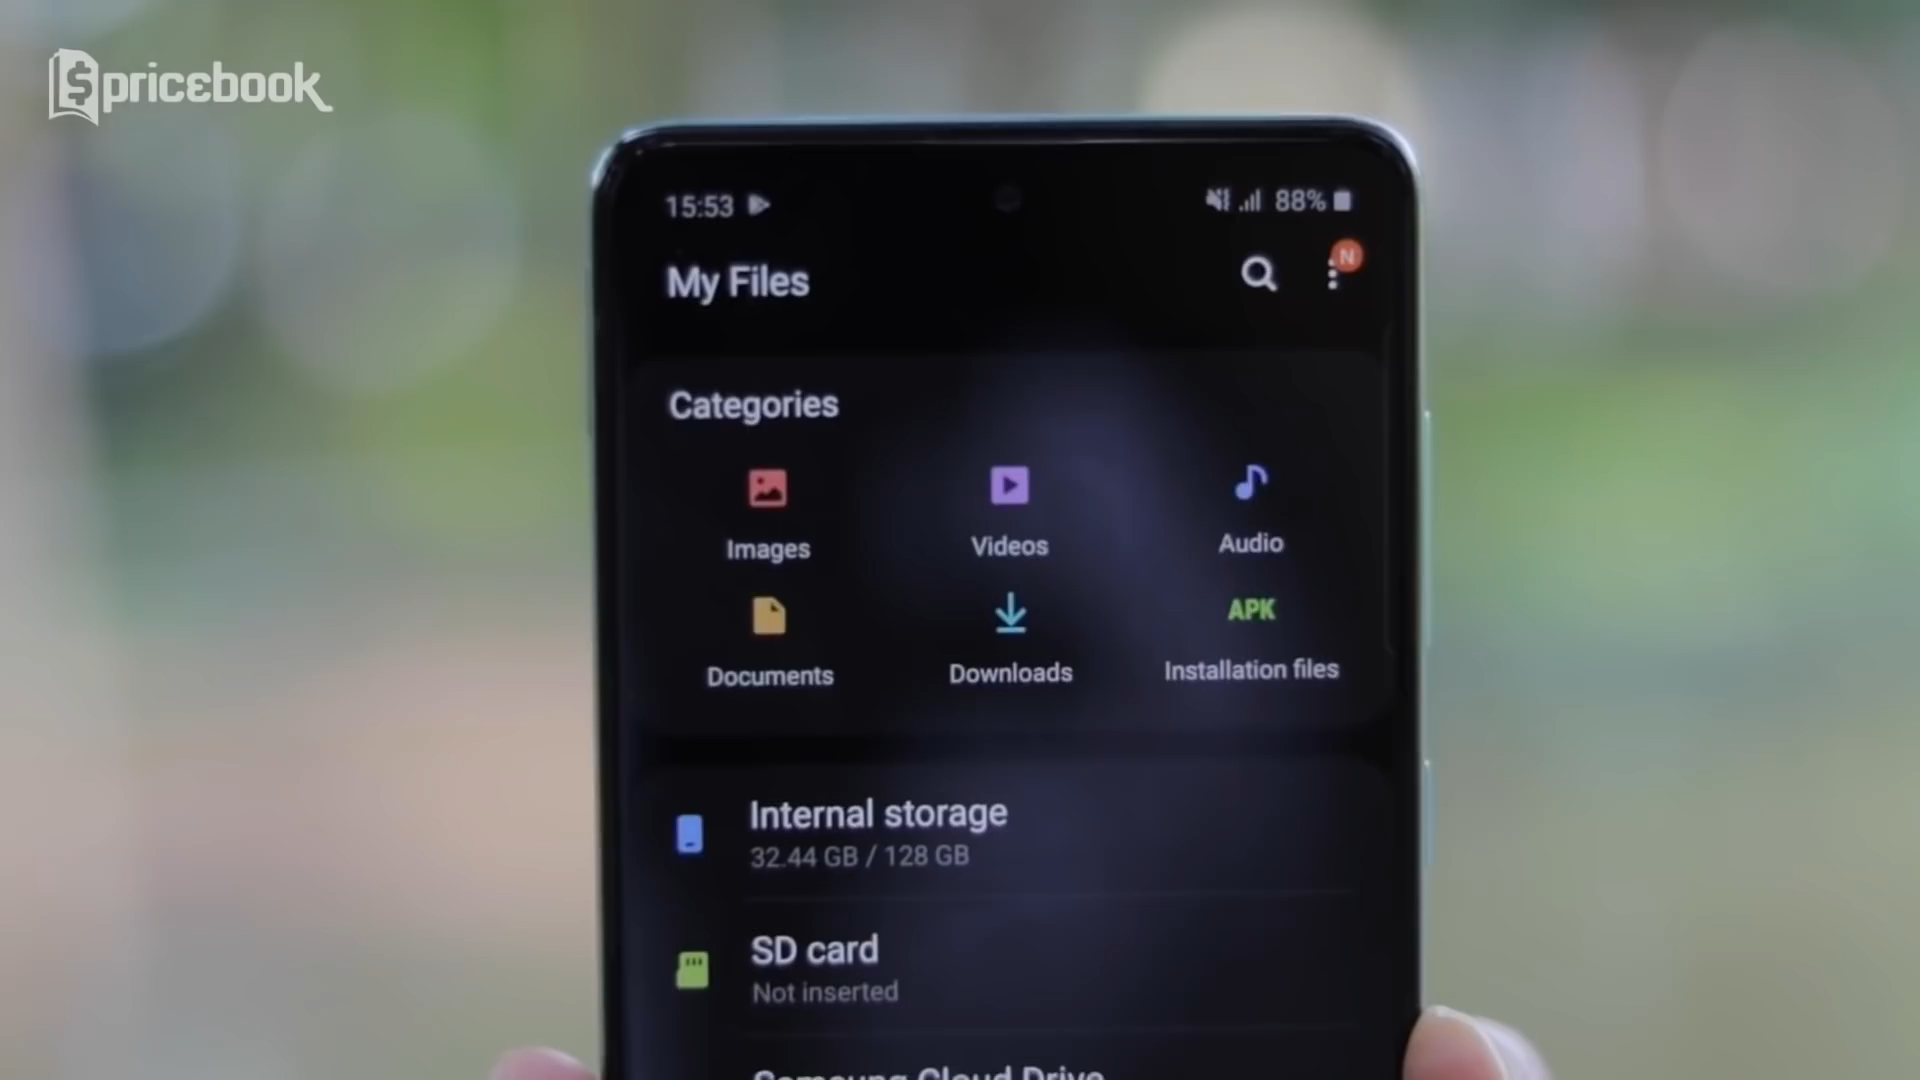 pricebook
15:53 88%
My Files
N
Categories
Images Videos Audio
APK
Documents Downloads Installation files
Internal storage
32.44 GB / 128 GB
SD card
Not inserted
Samsung Cloud Drive